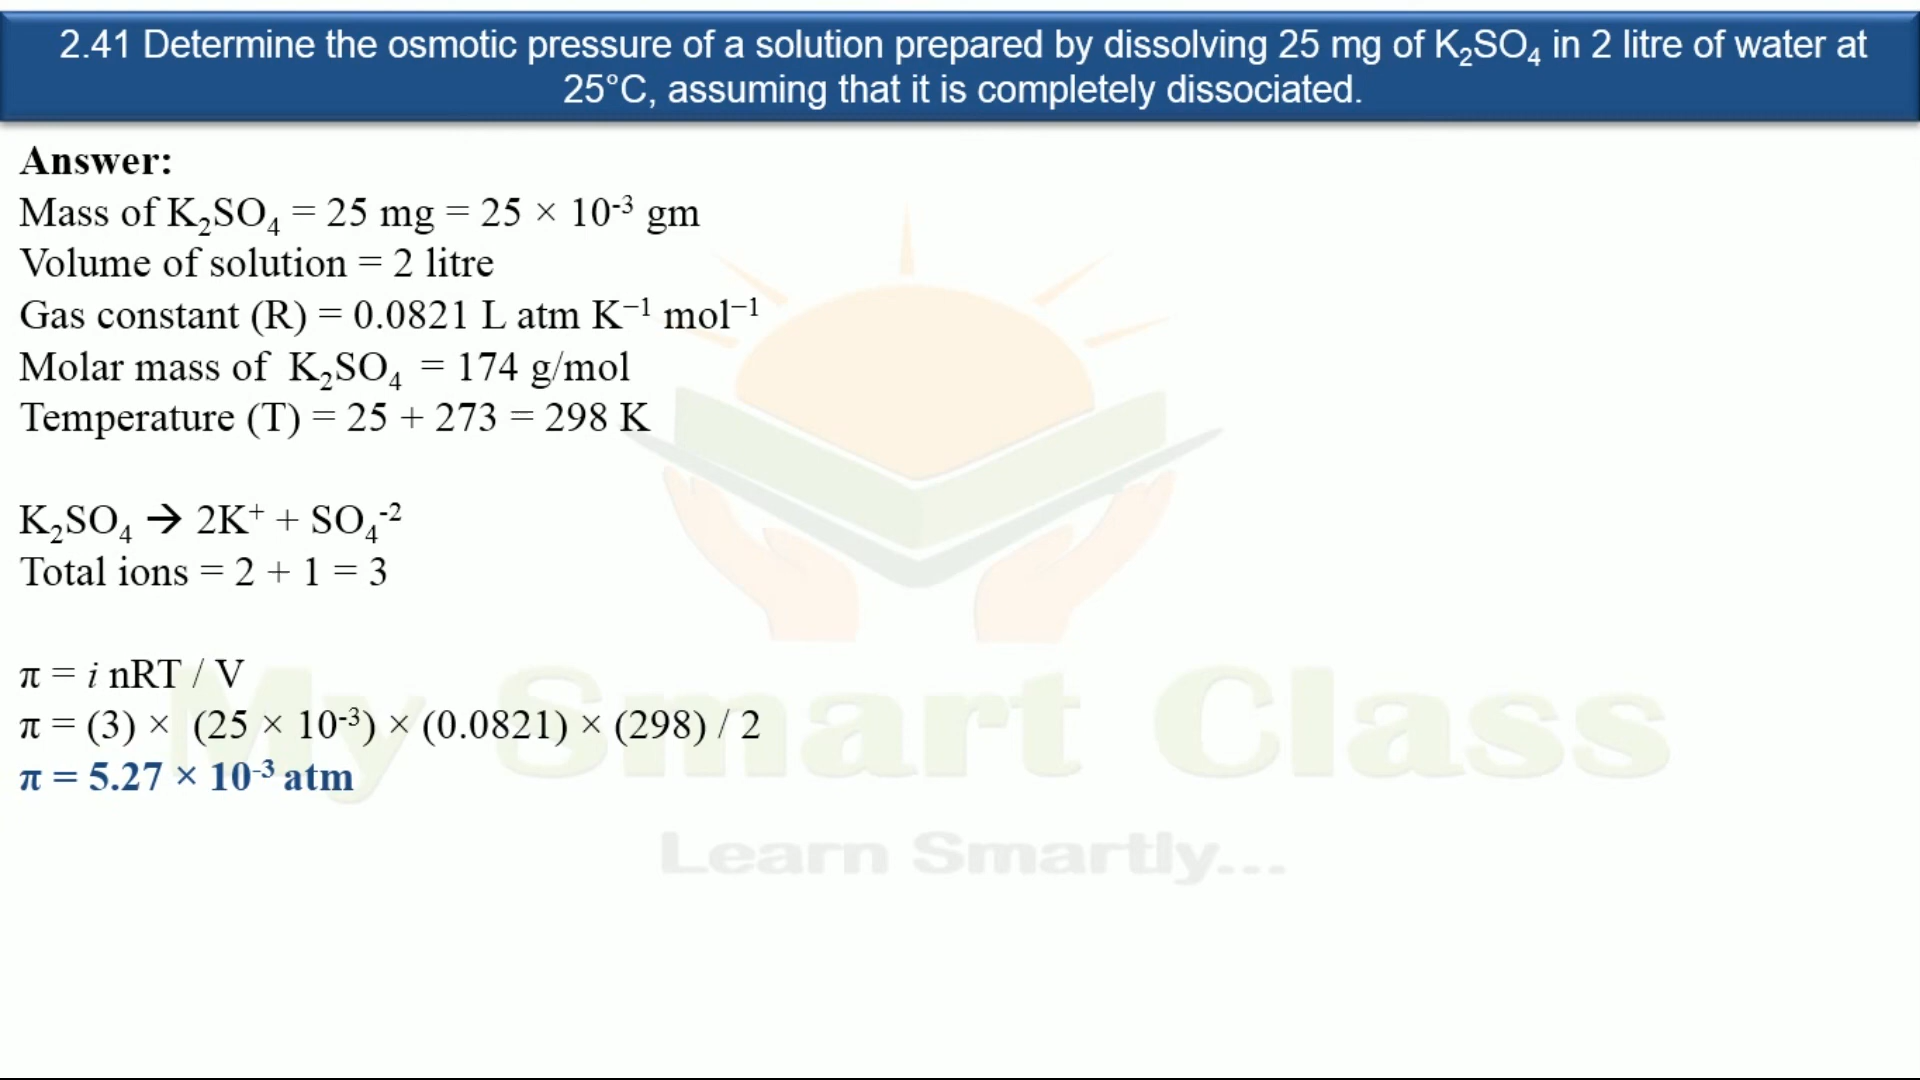 2.41 Determine the osmotic pressure of a solution prepared by dissolving 25 mg of K₂SO₄ in 2 litre of water at
25°C, assuming that it is completely dissociated.
Answer:
Mass of K₂SO₄ = 25 mg = 25 × 10⁻³ gm
Volume of solution = 2 litre
Gas constant (R) = 0.0821 L atm K⁻¹ mol⁻¹
Molar mass of K₂SO₄ = 174 g/mol
Temperature (T) = 25 + 273 = 298 K
K₂SO₄ → 2K⁺ + SO₄⁻²
Total ions = 2 + 1 = 3
π = i nRT / V
π = (3) × (25 × 10⁻³) × (0.0821) × (298) / 2
π = 5.27 × 10⁻³ atm
My Smart Class
Learn Smartly...